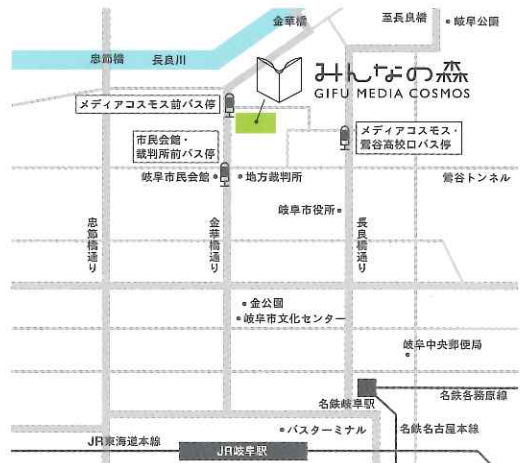 金華橋
至長良橋
岐阜公園
忠節橋
長良川
みんなの森
GIFU MEDIA COSMOS
メディアコスモス前バス停
市民会館・
裁判所前バス停
メディアコスモス・
鶯谷高校口バス停
岐阜市民会館
地方裁判所
鶯谷トンネル
岐阜市役所
忠節橋通り
金華橋通り
長良橋通り
金公園
岐阜市文化センター
岐阜中央郵便局
名鉄岐阜駅
名鉄各務原線
バスターミナル
名鉄名古屋本線
JR東海道本線
JR岐阜駅